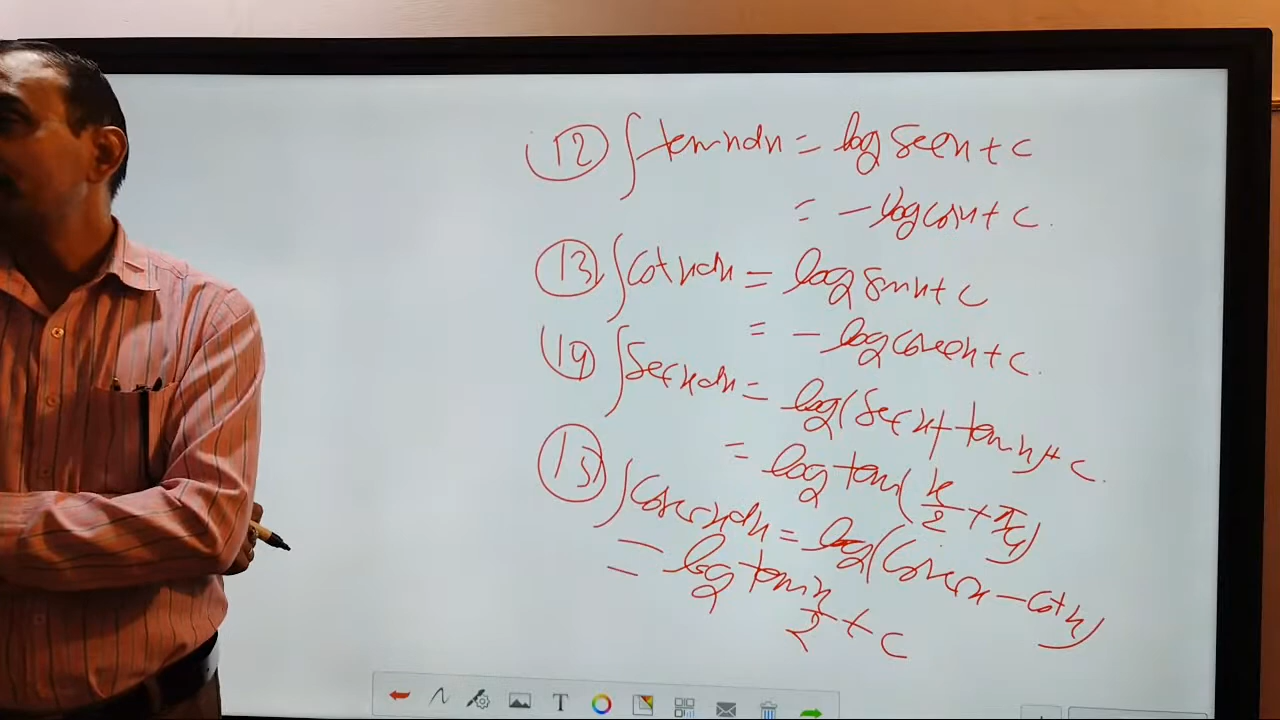 (12) ∫tan x dx = log sec x + c
= - log cos x + c.
(13) ∫cot x dx = log sin x + c
= - log cosec x + c.
(14) ∫sec x dx = log(sec x + tan x) + c.
= log tan(x/2 + π/4)
(15) ∫cosec x dx = log(cosec x - cot x)
= log tan x/2 + c
T